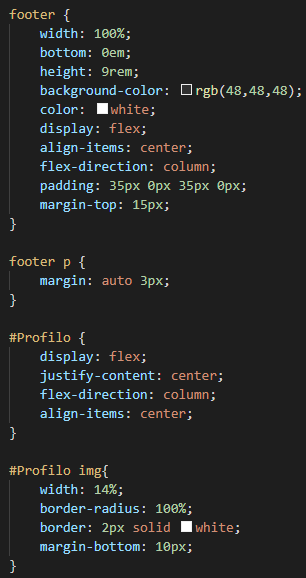 footer {
    width: 100%;
    bottom: 0em;
    height: 9rem;
    background-color: rgb(48,48,48);
    color: white;
    display: flex;
    align-items: center;
    flex-direction: column;
    padding: 35px 0px 35px 0px;
    margin-top: 15px;
}
footer p {
    margin: auto 3px;
}
#Profilo {
    display: flex;
    justify-content: center;
    flex-direction: column;
    align-items: center;
}
#Profilo img{
    width: 14%;
    border-radius: 100%;
    border: 2px solid white;
    margin-bottom: 10px;
}